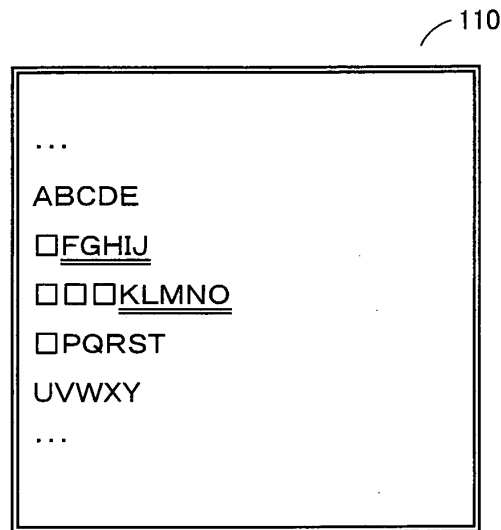 110
...
ABCDE
□FGHIJ
□□□KLMNO
□PQRST
UVWXY
...